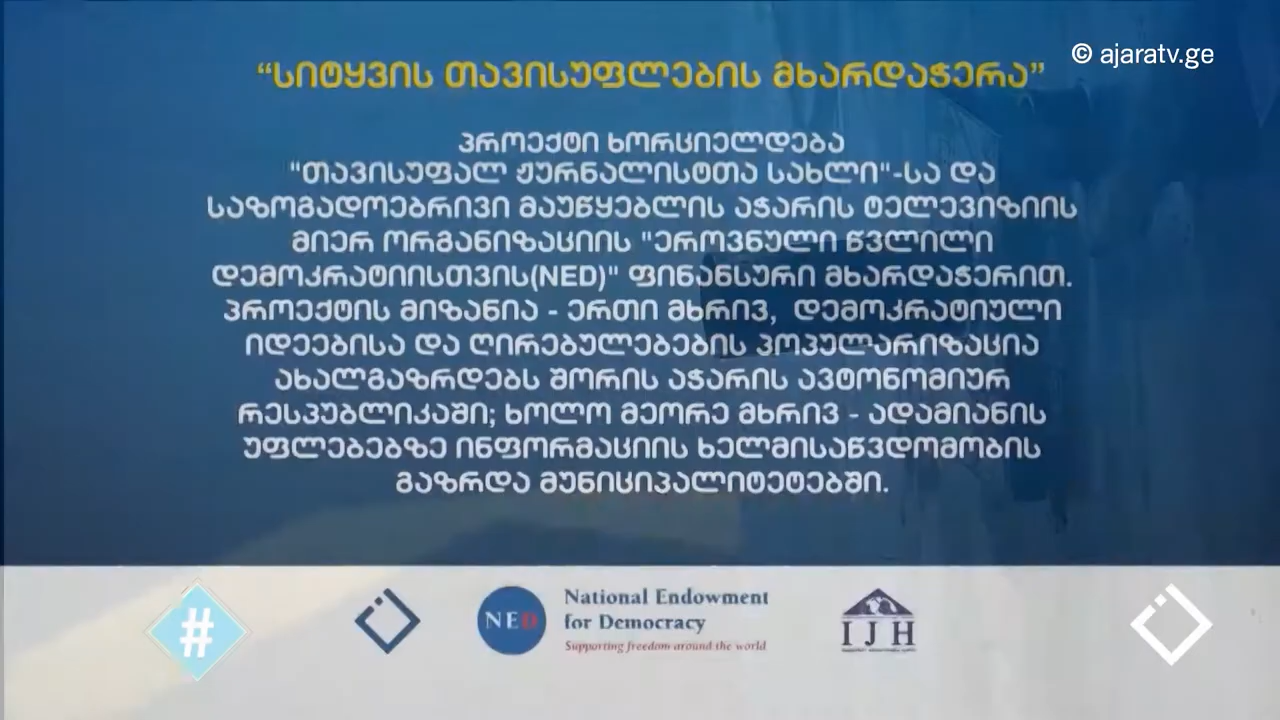 © ajaratv.ge
“სიტყვის თავისუფლების მხარდაჭერა”
პროექტი ხორციელდება
"თავისუფალ ჟურნალისტთა სახლი"-სა და
საზოგადოებრივი მაუწყებლის აჭარის ტელევიზიის
მიერ ორგანიზაციის "ეროვნული წვლილი
დემოკრატიისთვის(NED)" ფინანსური მხარდაჭერით.
პროექტის მიზანია - ერთი მხრივ, დემოკრატიული
იდეებისა და ღირებულებების პოპულარიზაცია
ახალგაზრდებს შორის აჭარის ავტონომიურ
რესპუბლიკაში; ხოლო მეორე მხრივ - ადამიანის
უფლებებზე ინფორმაციის ხელმისაწვდომობის
გაზრდა მუნიციპალიტეტებში.
#
NED
National Endowment
for Democracy
Supporting freedom around the world
IJH